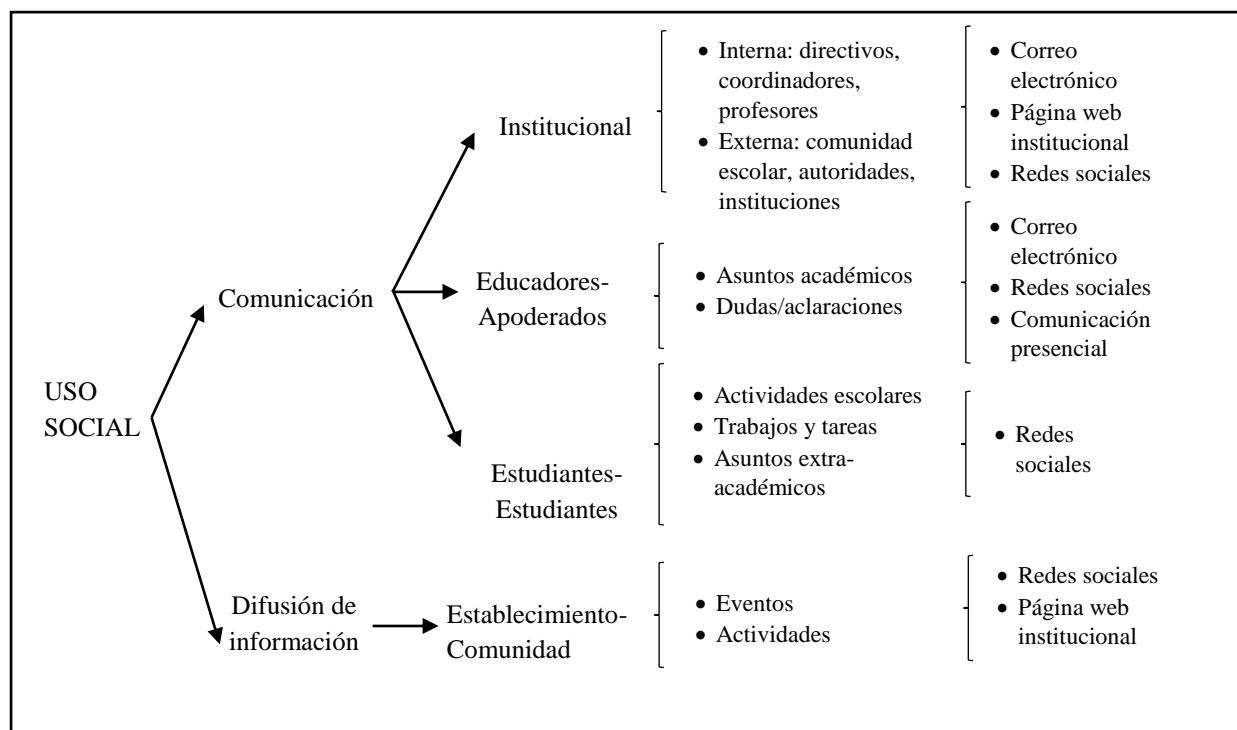 USO
SOCIAL
Comunicación
Institucional
● Interna: directivos,
coordinadores,
profesores
● Externa: comunidad
escolar, autoridades,
instituciones
● Correo
electrónico
● Página web
institucional
● Redes sociales
Educadores-
Apoderados
● Asuntos académicos
● Dudas/aclaraciones
● Correo
electrónico
● Redes sociales
● Comunicación
presencial
Estudiantes-
Estudiantes
● Actividades escolares
● Trabajos y tareas
● Asuntos extra-
académicos
● Redes
sociales
Difusión de
información
Establecimiento-
Comunidad
● Eventos
● Actividades
● Redes sociales
● Página web
institucional